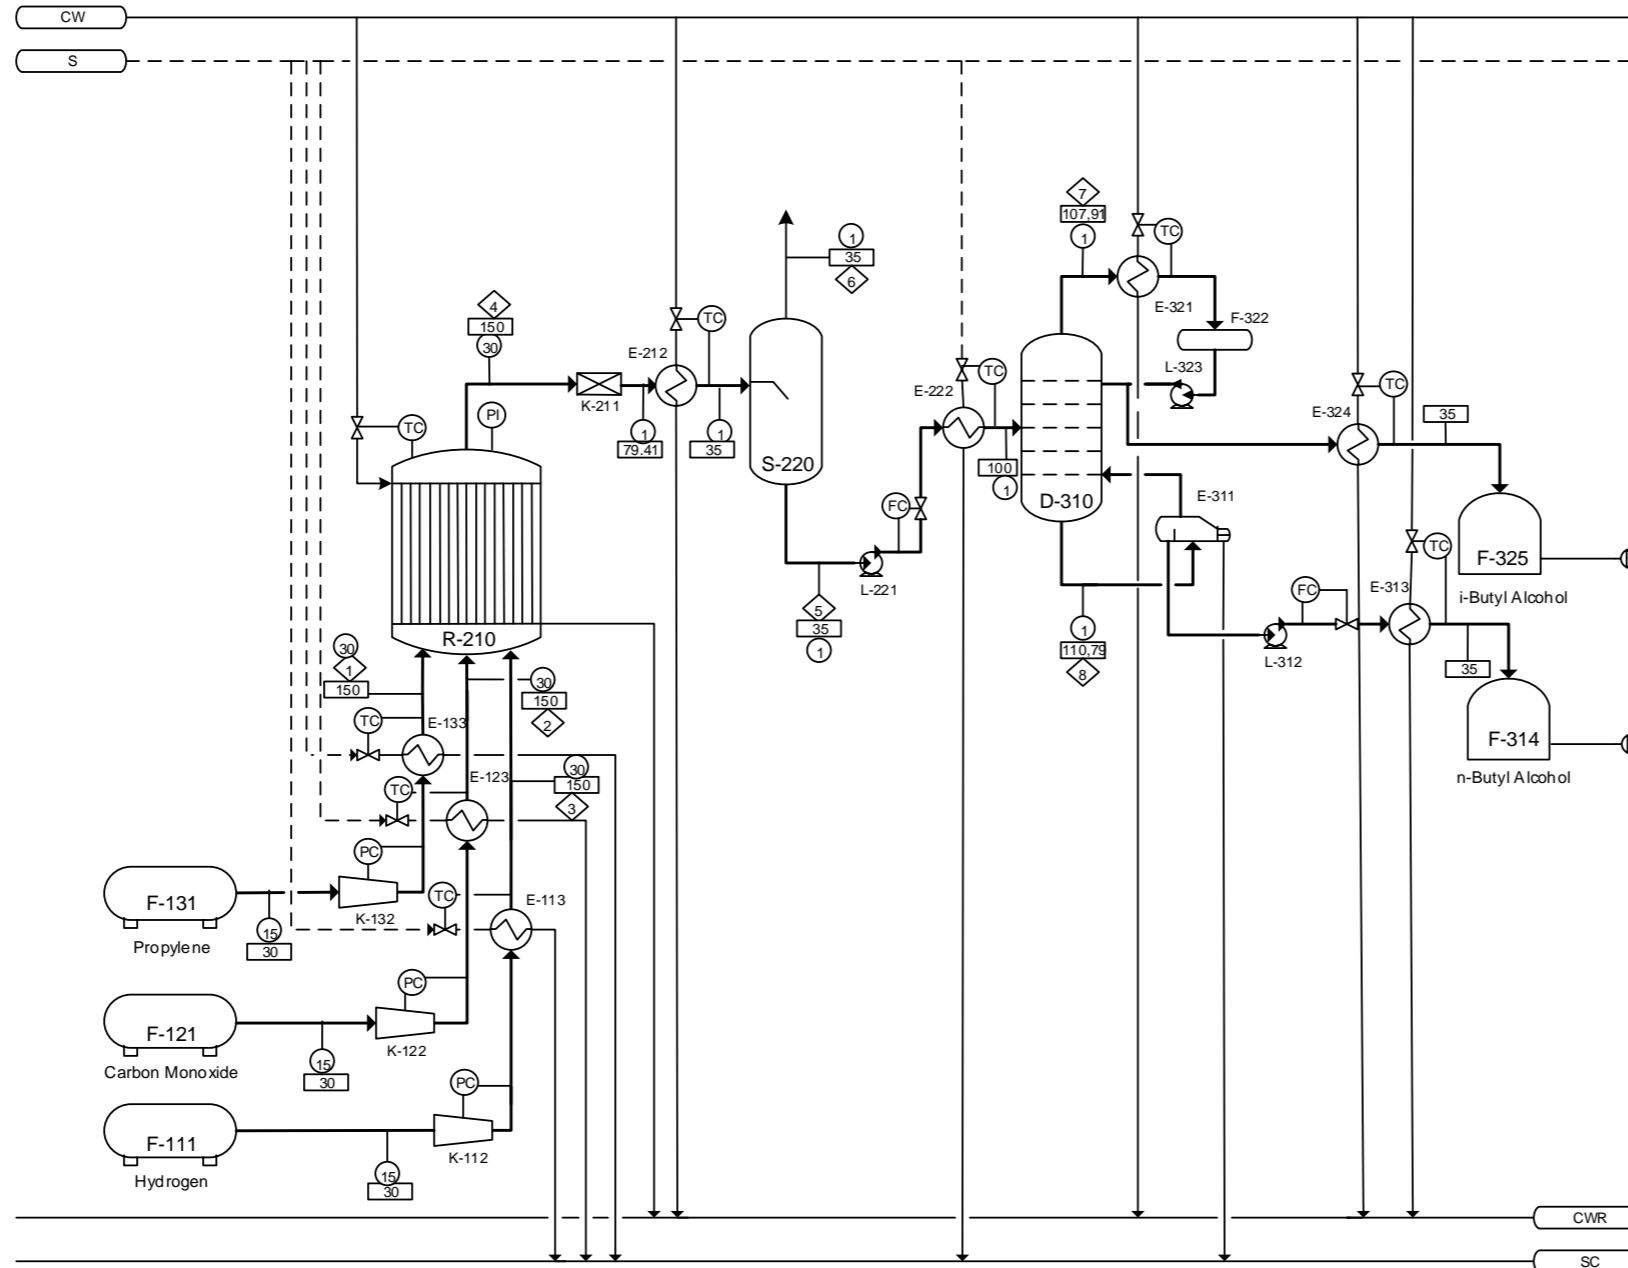 CW
S
7
107,91
1
TC
1
35
6
E-321
4
150
30
TC
F-322
E-212
L-323
E-222
TC
TC
E-324
35
K-211
PI
TC
1
79.41
1
35
S-220
100
1
D-310
E-311
FC
TC
F-325
i-Butyl Alcohol
L-221
5
35
1
FC
E-313
R-210
1
110,79
8
L-312
35
30
1
150
30
150
2
TC
E-133
F-314
n-Butyl Alcohol
30
150
3
E-123
TC
PC
F-131
K-132
TC
E-113
Propylene
15
30
PC
F-121
K-122
Carbon Monoxide
15
30
PC
F-111
K-112
Hydrogen
15
30
CWR
SC